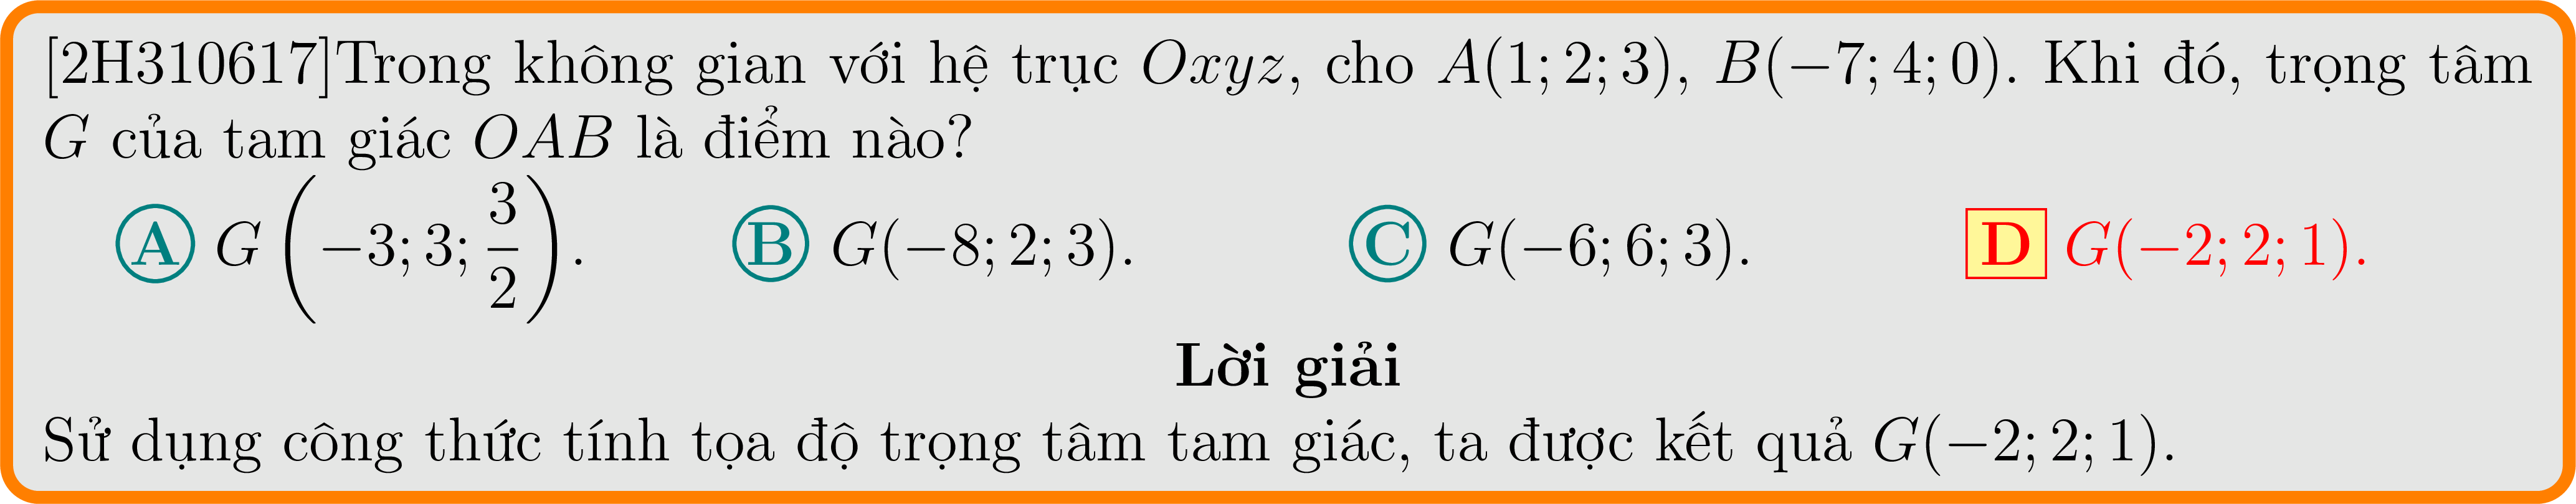 [2H310617]Trong không gian với hệ trục Oxyz, cho A(1; 2; 3), B(−7; 4; 0). Khi đó, trọng tâm
G của tam giác OAB là điểm nào?
A G(−3; 3; 3/2). B G(−8; 2; 3). C G(−6; 6; 3). D G(−2; 2; 1).
Lời giải
Sử dụng công thức tính tọa độ trọng tâm tam giác, ta được kết quả G(−2; 2; 1).